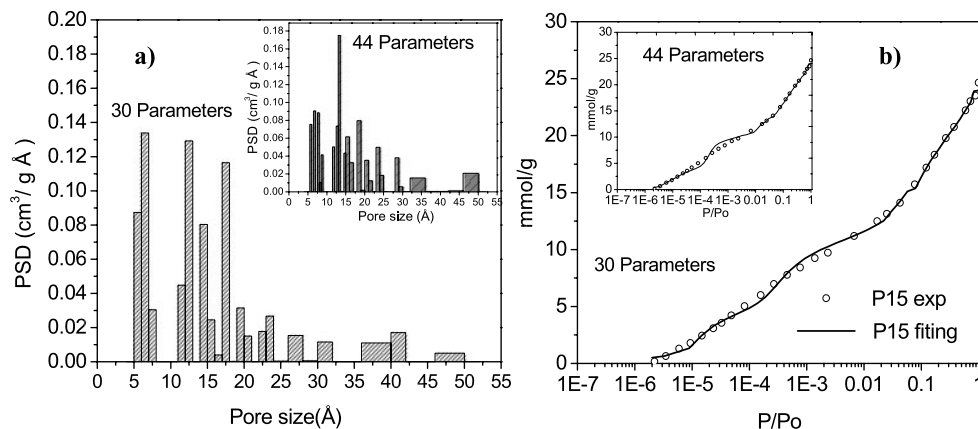 a)
30 Parameters
PSD (cm³/ g Å)
0.20
0.18
0.16
0.14
0.12
0.10
0.08
0.06
0.04
0.02
0.00
0 5 10 15 20 25 30 35 40 45 50 55
Pore size(Å)
44 Parameters
PSD (cm³/g Å)
0.18
0.16
0.14
0.12
0.10
0.08
0.06
0.04
0.02
0.00
0 5 10 15 20 25 30 35 40 45 50 55
Pore size (Å)
b)
30 Parameters
mmol/g
30
25
20
15
10
5
0
1E-7 1E-6 1E-5 1E-4 1E-3 0.01 0.1 1
P/Po
P15 exp
P15 fitting
44 Parameters
mmol/g
30
25
20
15
10
5
0
1E-7 1E-6 1E-5 1E-4 1E-3 0.01 0.1 1
P/Po